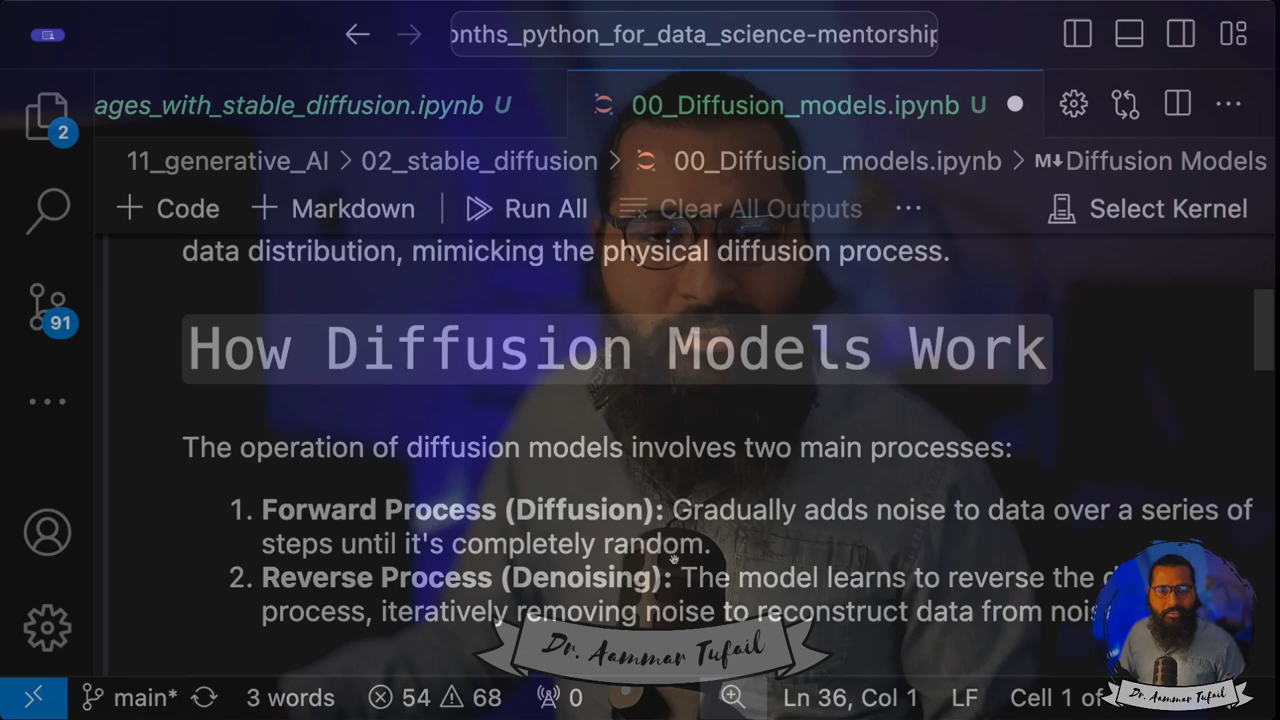 onths_python_for_data_science-mentorship
ages_with_stable_diffusion.ipynb U
00_Diffusion_models.ipynb U
2
11_generative_AI > 02_stable_diffusion > 00_Diffusion_models.ipynb > M↓Diffusion Models
+ Code + Markdown Run All Clear All Outputs ... Select Kernel
data distribution, mimicking the physical diffusion process.
91
How Diffusion Models Work
The operation of diffusion models involves two main processes:
1. Forward Process (Diffusion): Gradually adds noise to data over a series of
steps until it's completely random.
2. Reverse Process (Denoising): The model learns to reverse the
process, iteratively removing noise to reconstruct data from
Dr. Aammar Tufail
Dr. Aammar Tufail
main* 3 words 54 68 0 Ln 36, Col 1 LF Cell 1 of